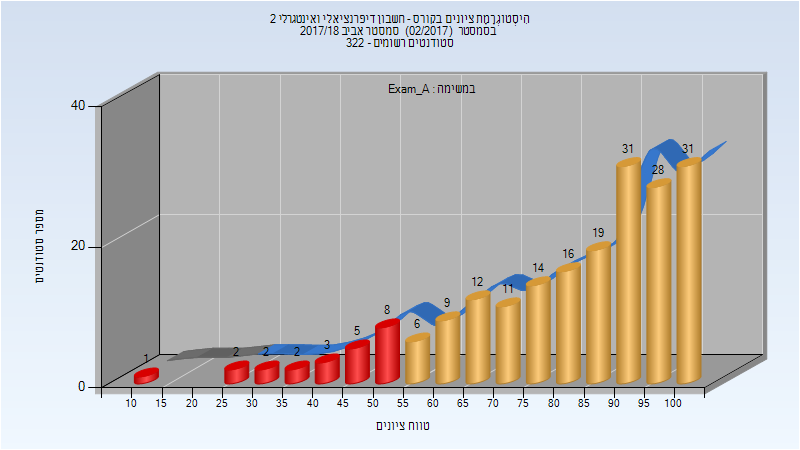 היסטוגרמת ציונים בקורס - חשבון דיפרנציאלי ואינטגרלי 2
בסמסטר (02/2017) סמסטר אביב 2017/18
סטודנטים רשומים - 322
במשימה : Exam_A
מספר סטודנטים
40
20
0
1
2
2
2
3
5
8
6
9
12
11
14
16
19
31
28
31
10 15 20 25 30 35 40 45 50 55 60 65 70 75 80 85 90 95 100
טווח ציונים